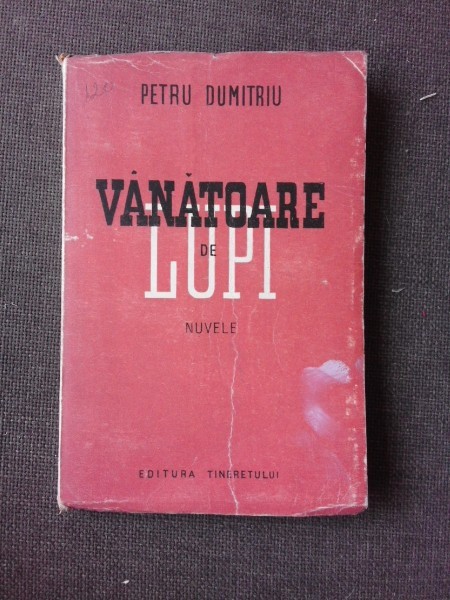 PETRU DUMITRIU
VÂNĂTOARE
DE
LUPI
NUVELE
EDITURA TINERETULUI